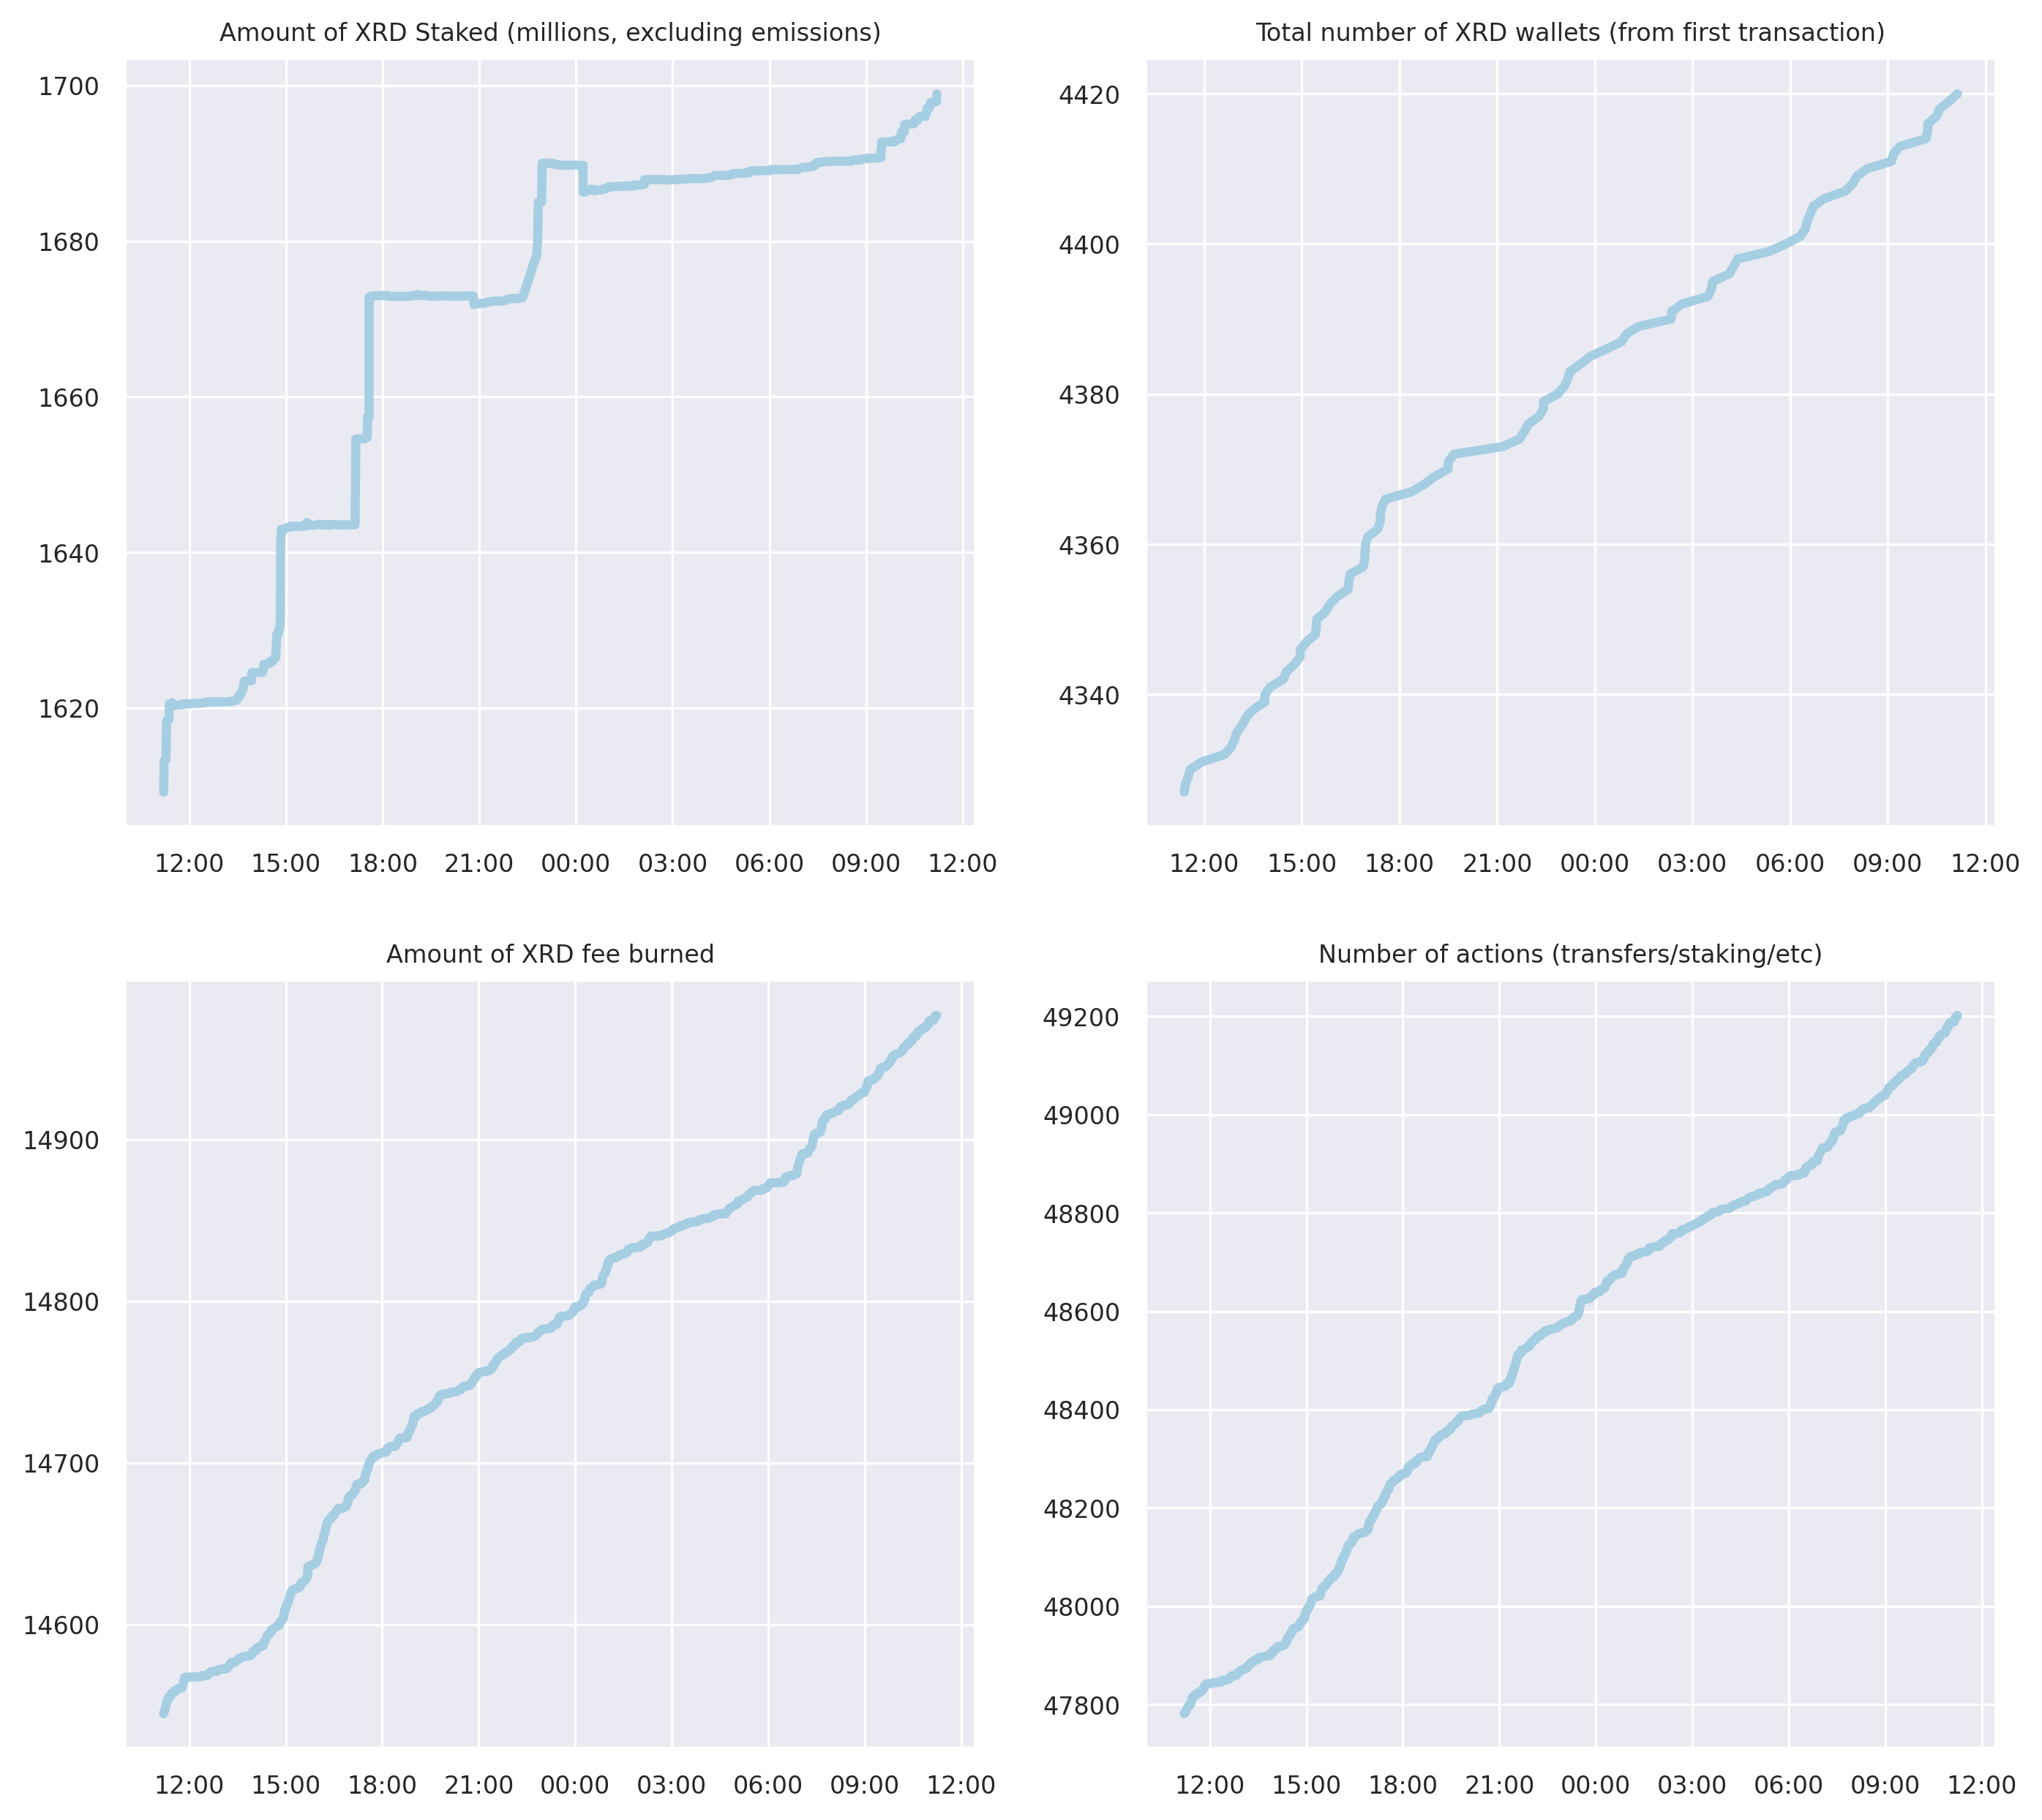 Amount of XRD Staked (millions, excluding emissions)
1700
1680
1660
1640
1620
12:00 15:00 18:00 21:00 00:00 03:00 06:00 09:00 12:00
Total number of XRD wallets (from first transaction)
4420
4400
4380
4360
4340
12:00 15:00 18:00 21:00 00:00 03:00 06:00 09:00 12:00
Amount of XRD fee burned
14900
14800
14700
14600
12:00 15:00 18:00 21:00 00:00 03:00 06:00 09:00 12:00
Number of actions (transfers/staking/etc)
49200
49000
48800
48600
48400
48200
48000
47800
12:00 15:00 18:00 21:00 00:00 03:00 06:00 09:00 12:00